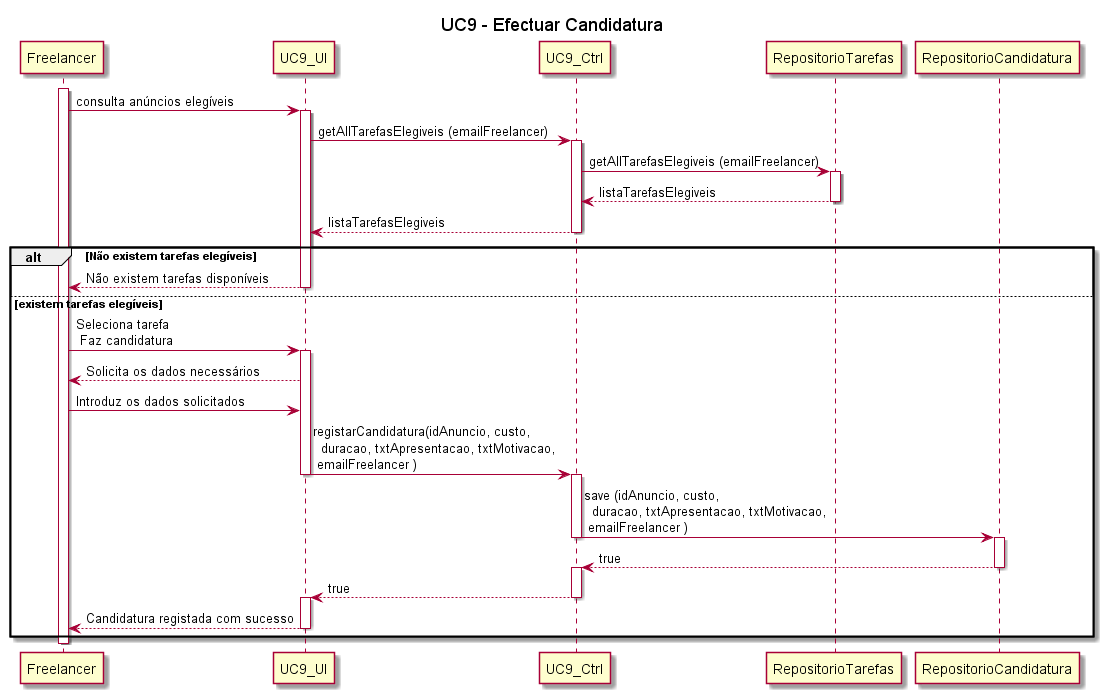 UC9 - Efectuar Candidatura
Freelancer
UC9_UI
UC9_Ctrl
RepositorioTarefas
RepositorioCandidatura
consulta anúncios elegíveis
getAllTarefasElegiveis (emailFreelancer)
getAllTarefasElegiveis (emailFreelancer)
listaTarefasElegiveis
listaTarefasElegiveis
alt
[Não existem tarefas elegíveis]
Não existem tarefas disponíveis
[existem tarefas elegíveis]
Seleciona tarefa
Faz candidatura
Solicita os dados necessários
Introduz os dados solicitados
registarCandidatura(idAnuncio, custo,
duracao, txtApresentacao, txtMotivacao,
emailFreelancer )
save (idAnuncio, custo,
duracao, txtApresentacao, txtMotivacao,
emailFreelancer )
true
true
Candidatura registada com sucesso
Freelancer
UC9_UI
UC9_Ctrl
RepositorioTarefas
RepositorioCandidatura